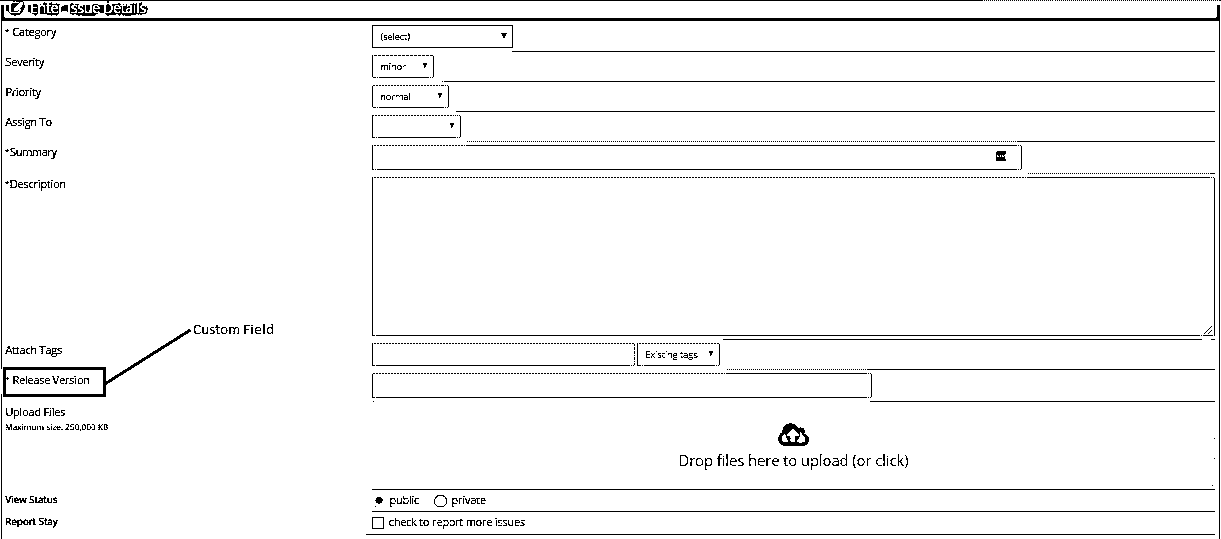 Enter Issue Details
* Category (select)
Severity minor
Priority normal
Assign To
*Summary
*Description
Custom Field
Attach Tags Existing tags
* Release Version
Upload Files
Maximum size: 250,000 KB
Drop files here to upload (or click)
View Status public private
Report Stay check to report more issues